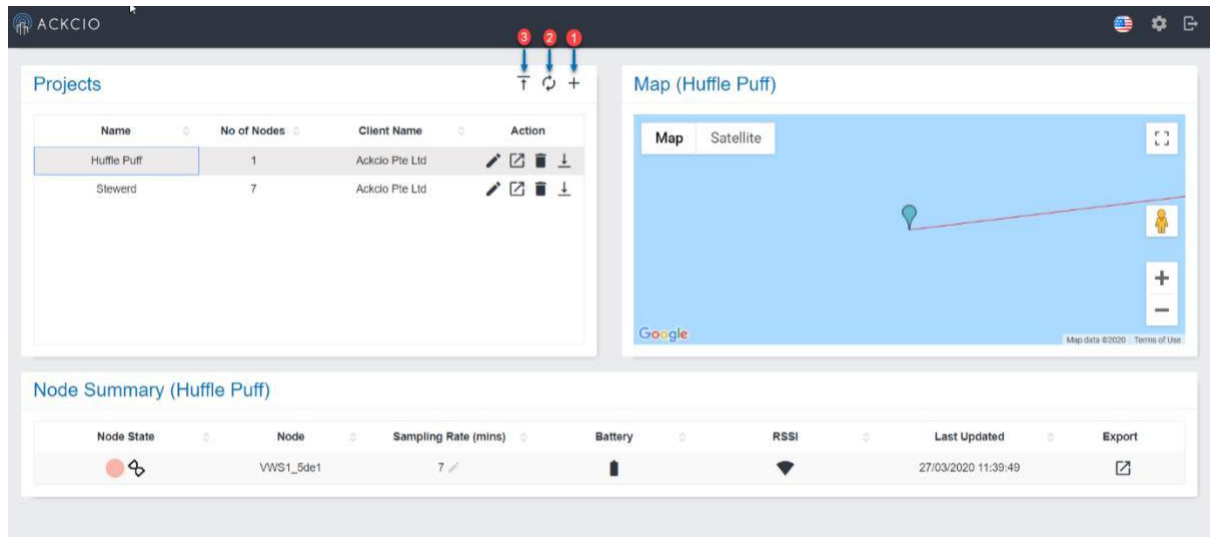 ACKCIO
3 2 1
Projects
Name No of Nodes Client Name Action
Huffle Puff 1 Ackcio Pte Ltd
Stewerd 7 Ackcio Pte Ltd
Map (Huffle Puff)
Map Satellite
Google
Map data ©2020 Terms of Use
Node Summary (Huffle Puff)
Node State Node Sampling Rate (mins) Battery RSSI Last Updated Export
VWS1_5de1 7 27/03/2020 11:39:49